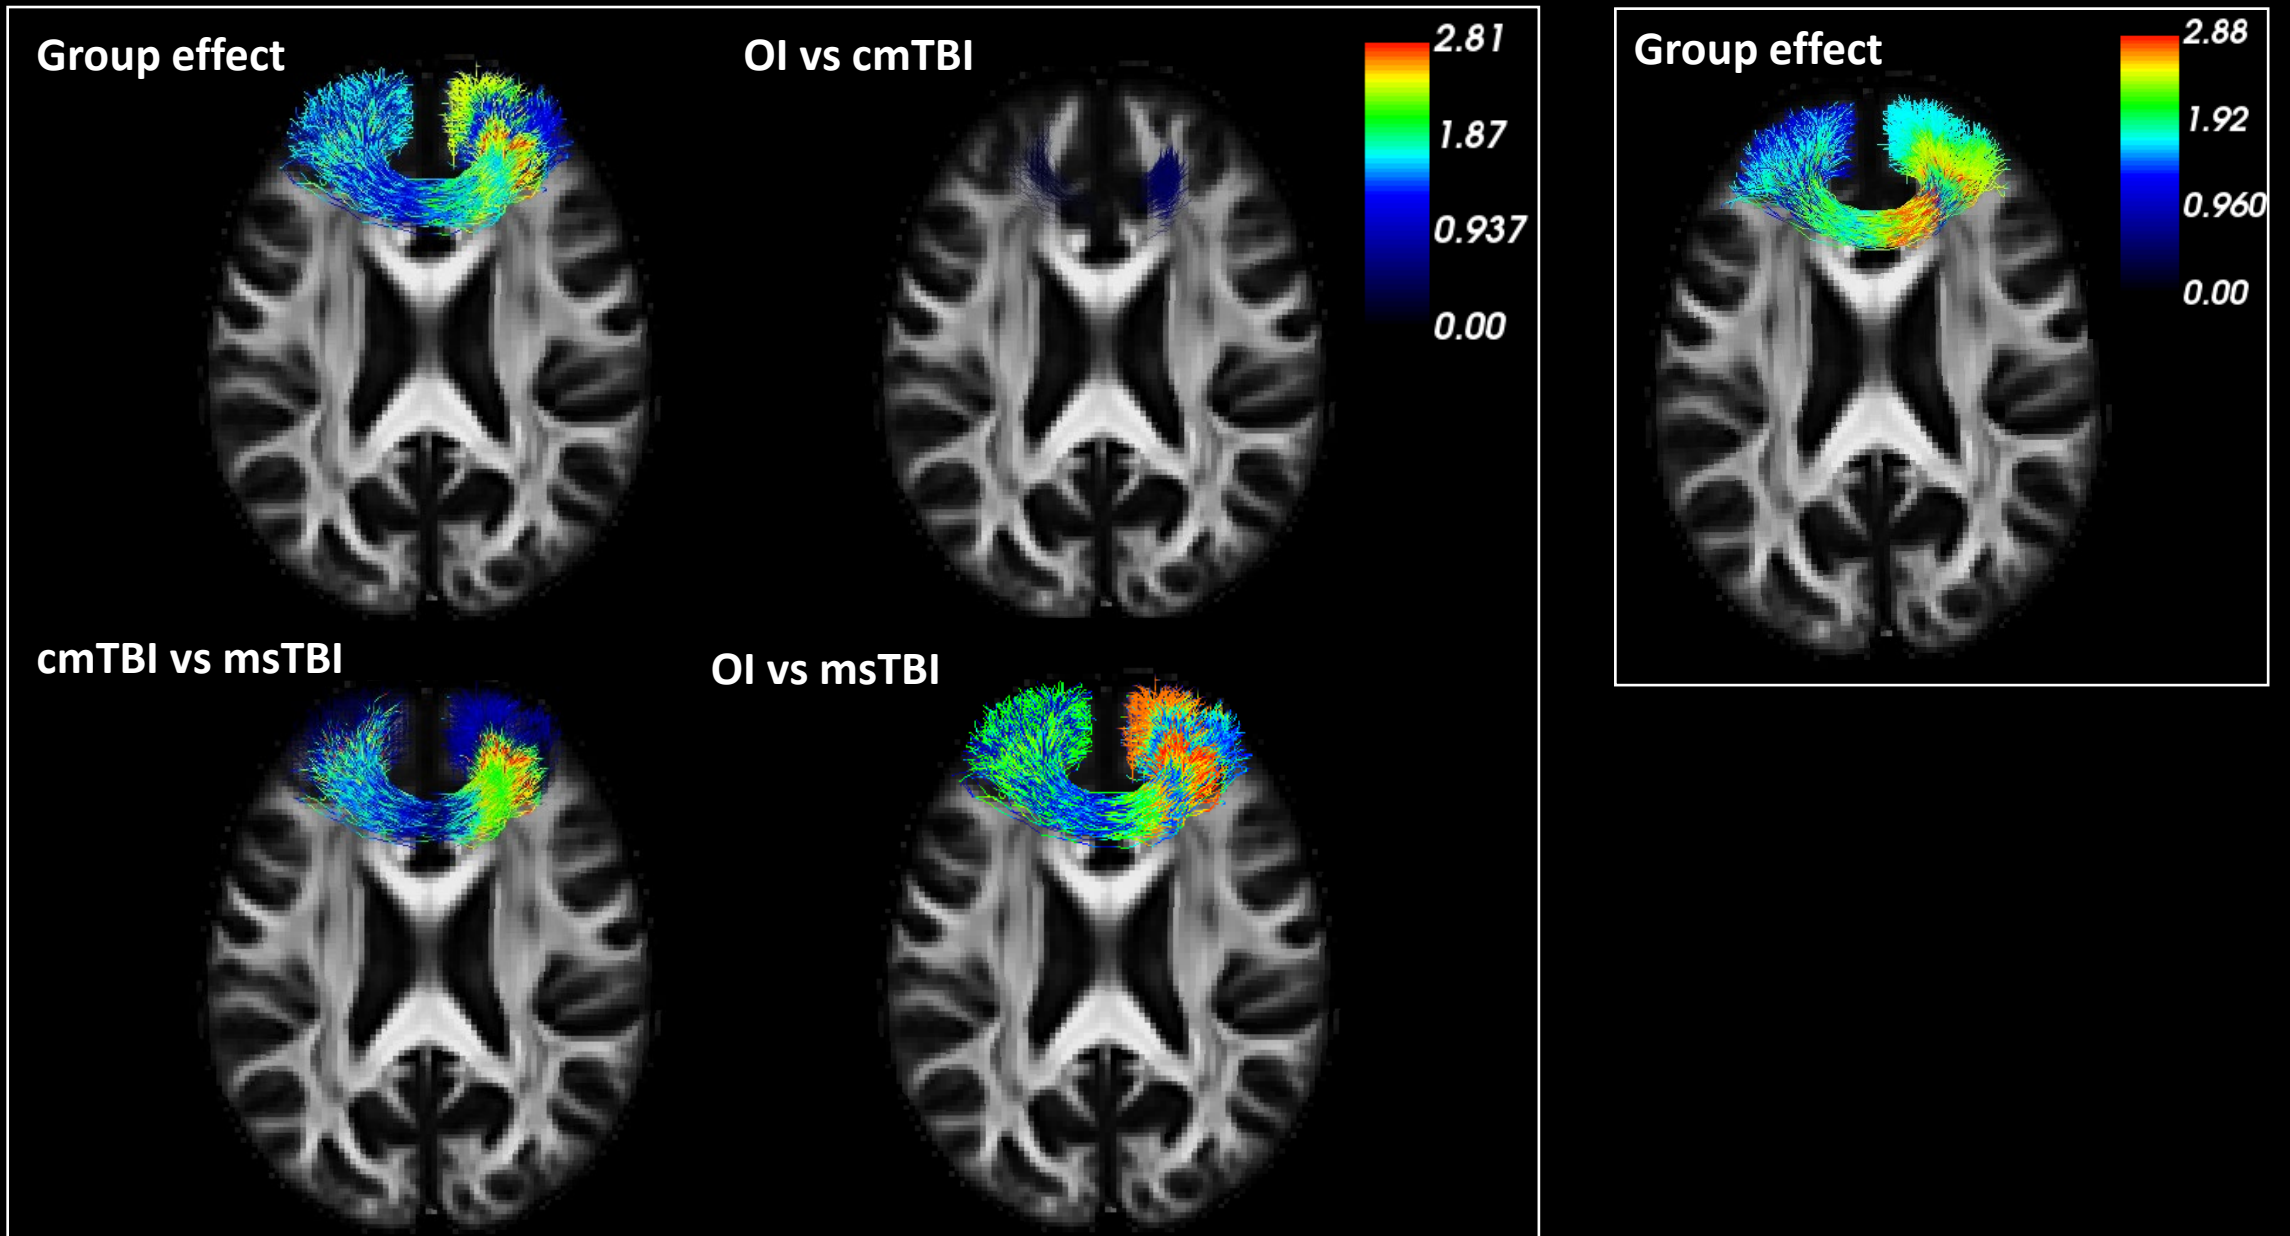 Group effect
OI vs cmTBI
2.81
1.87
0.937
0.00
cmTBI vs msTBI
OI vs msTBI
Group effect
2.88
1.92
0.960
0.00